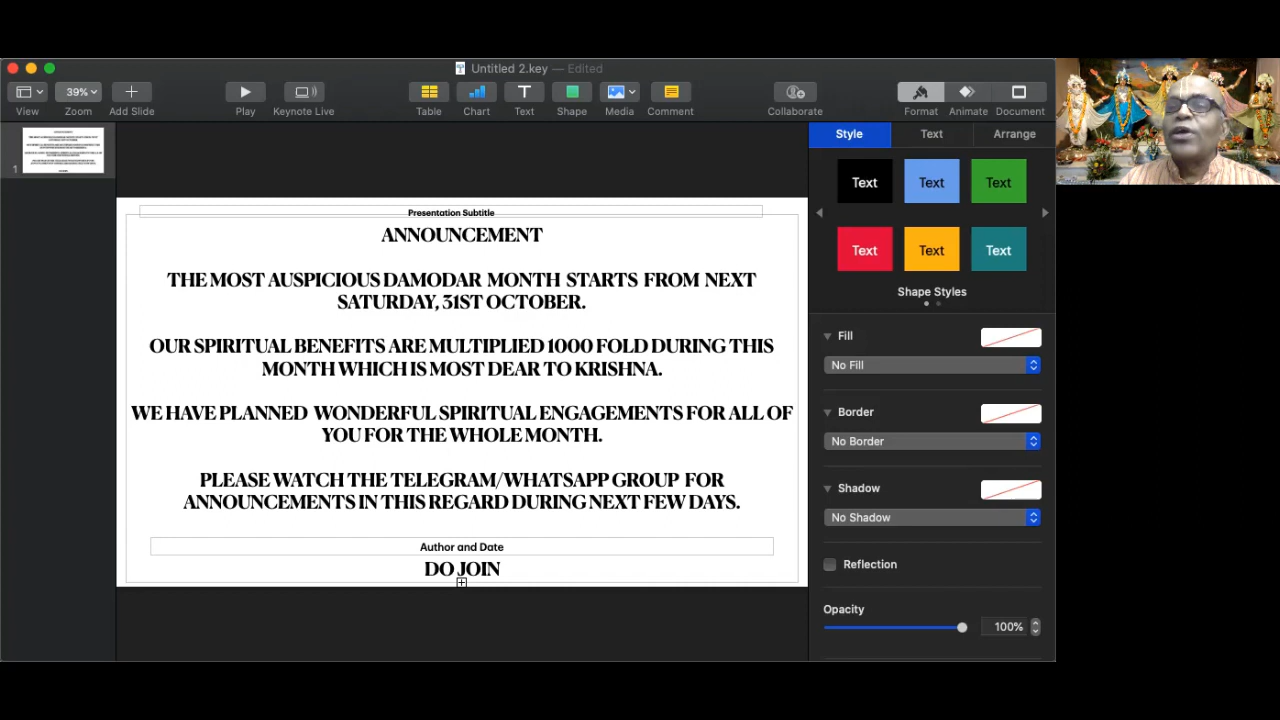 Untitled 2.key — Edited
39%
View Zoom Add Slide Play Keynote Live Table Chart Text Shape Media Comment Collaborate Format Animate Document
Style Text Arrange
1
Presentation Subtitle
ANNOUNCEMENT
THE MOST AUSPICIOUS DAMODAR MONTH STARTS FROM NEXT
SATURDAY, 31ST OCTOBER.
OUR SPIRITUAL BENEFITS ARE MULTIPLIED 1000 FOLD DURING THIS
MONTH WHICH IS MOST DEAR TO KRISHNA.
WE HAVE PLANNED WONDERFUL SPIRITUAL ENGAGEMENTS FOR ALL OF
YOU FOR THE WHOLE MONTH.
PLEASE WATCH THE TELEGRAM/WHATSAPP GROUP FOR
ANNOUNCEMENTS IN THIS REGARD DURING NEXT FEW DAYS.
Author and Date
DO JOIN
Text Text Text
Text Text Text
Shape Styles
Fill
No Fill
Border
No Border
Shadow
No Shadow
Reflection
Opacity
100%